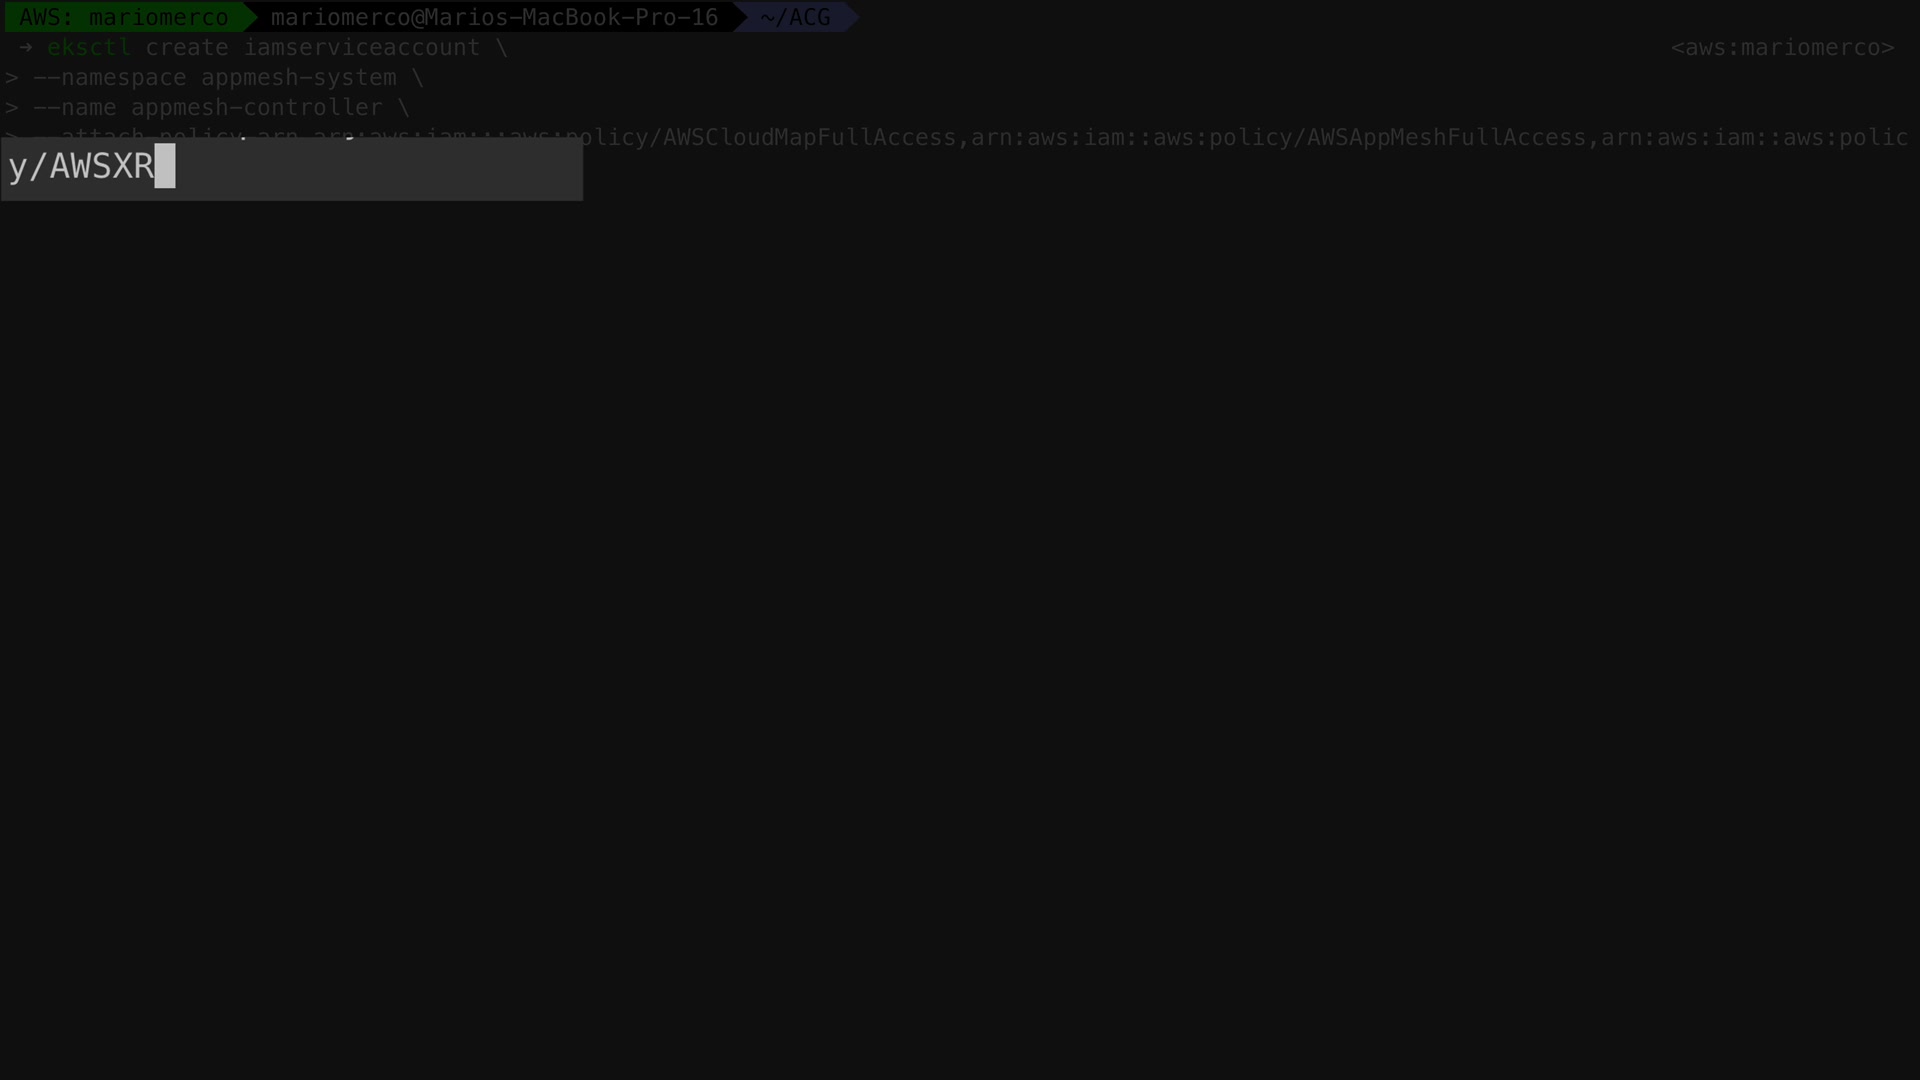 AWS: mariomerco mariomerco@Marios-MacBook-Pro-16 ~/ACG
→ eksctl create iamserviceaccount \ <aws:mariomerco>
> --namespace appmesh-system \
> --name appmesh-controller \
> --attach-policy-arn arn:aws:iam::aws:policy/AWSCloudMapFullAccess,arn:aws:iam::aws:policy/AWSAppMeshFullAccess,arn:aws:iam::aws:polic
y/AWSXR